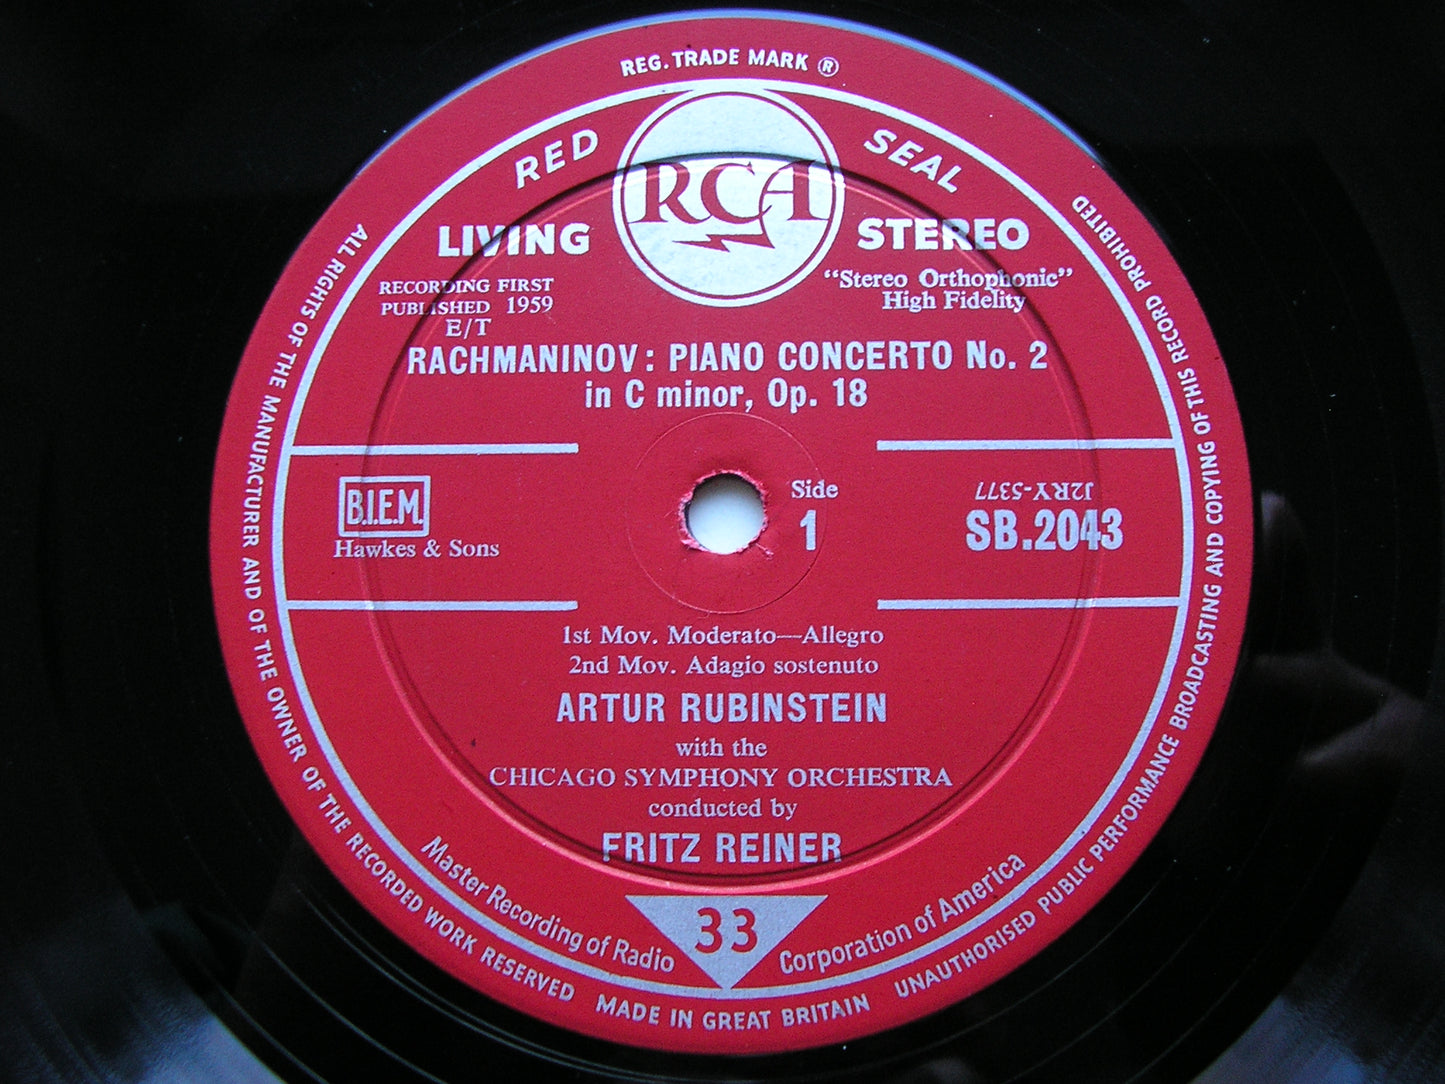 REG. TRADE MARK ®
RED SEAL
RCA
LIVING STEREO
RECORDING FIRST
PUBLISHED 1959
E/T
"Stereo Orthophonic"
High Fidelity
RACHMANINOV: PIANO CONCERTO No. 2
in C minor, Op. 18
B.I.E.M.
Hawkes & Sons
Side
1
J2RY-5377
SB.2043
1st Mov. Moderato—Allegro
2nd Mov. Adagio sostenuto
ARTUR RUBINSTEIN
with the
CHICAGO SYMPHONY ORCHESTRA
conducted by
FRITZ REINER
33
Master Recording of Radio Corporation of America
ALL RIGHTS OF THE MANUFACTURER AND OF THE OWNER OF THE RECORDED WORK RESERVED
MADE IN GREAT BRITAIN
UNAUTHORISED PUBLIC PERFORMANCE BROADCASTING AND COPYING OF THIS RECORD PROHIBITED